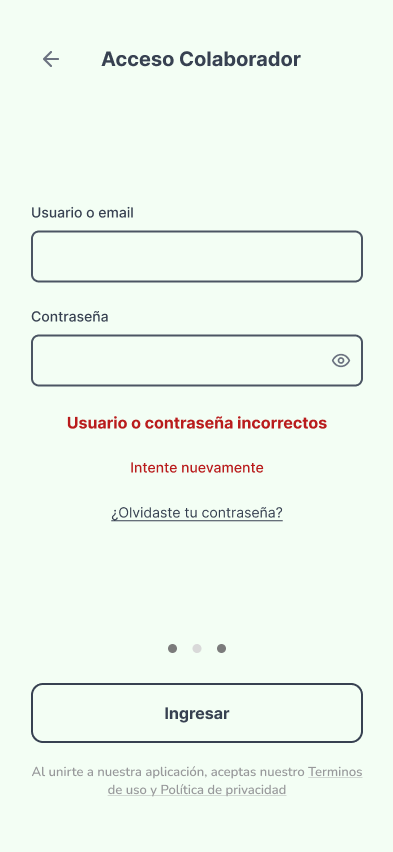 Acceso Colaborador
Usuario o email
Contraseña
Usuario o contraseña incorrectos
Intente nuevamente
¿Olvidaste tu contraseña?
Ingresar
Al unirte a nuestra aplicación, aceptas nuestro Terminos
de uso y Política de privacidad